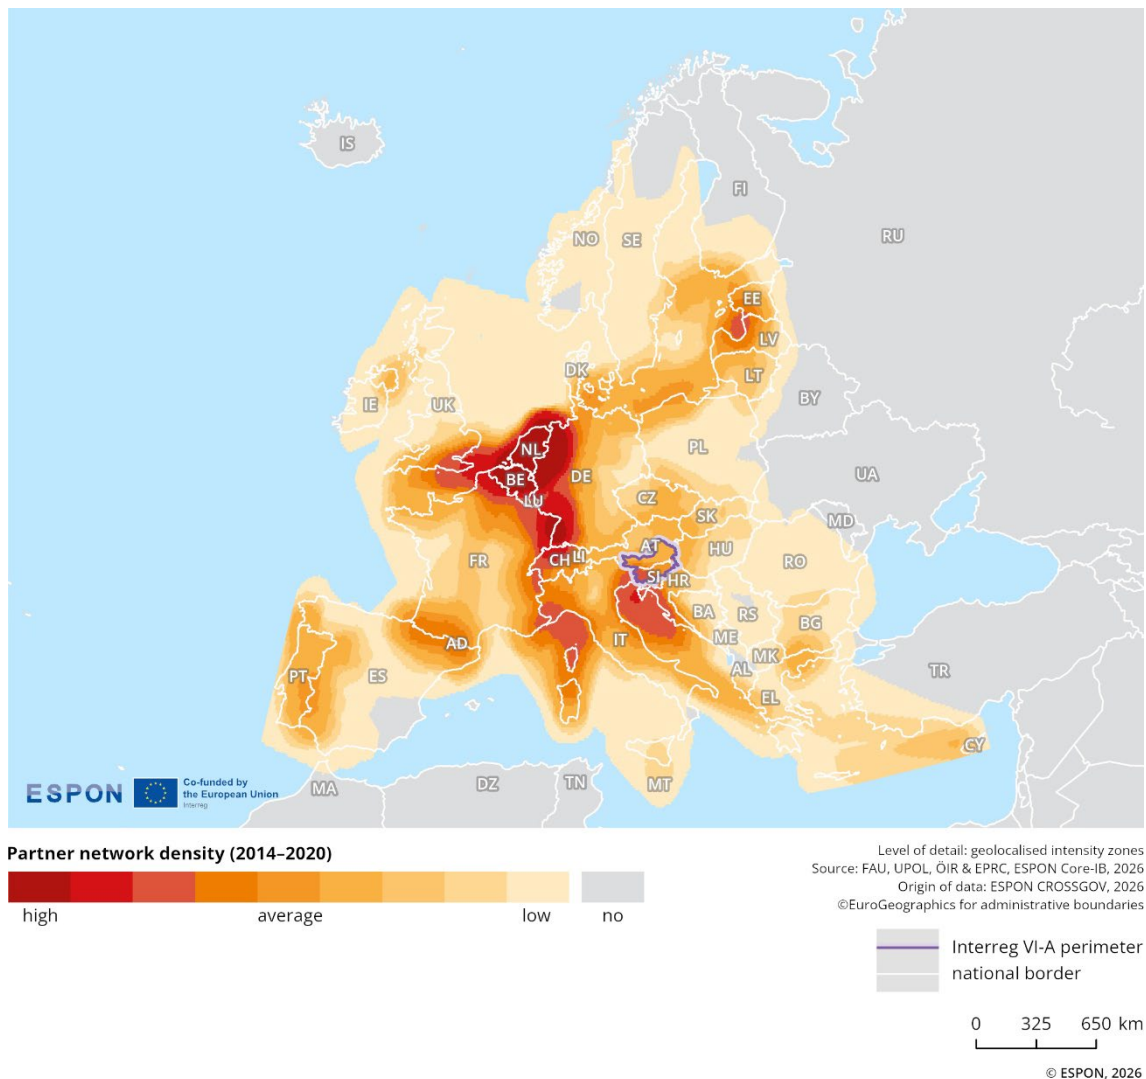 IS
FI
NO
SE
RU
EE
LV
DK
LT
IE
UK
BY
NL
PL
BE
DE
UA
LU
CZ
SK
MD
AT
HU
CH
LI
FR
RO
SI
HR
BA
RS
BG
IT
ME
AD
MK
AL
TR
PT
ES
EL
CY
MA
DZ
TN
MT
ESPON
Co-funded by
the European Union
Interreg
Partner network density (2014–2020)
high
average
low
no
Level of detail: geolocalised intensity zones
Source: FAU, UPOL, ÖIR & EPRC, ESPON Core-IB, 2026
Origin of data: ESPON CROSSGOV, 2026
©EuroGeographics for administrative boundaries
Interreg VI-A perimeter
national border
0 325 650 km
© ESPON, 2026